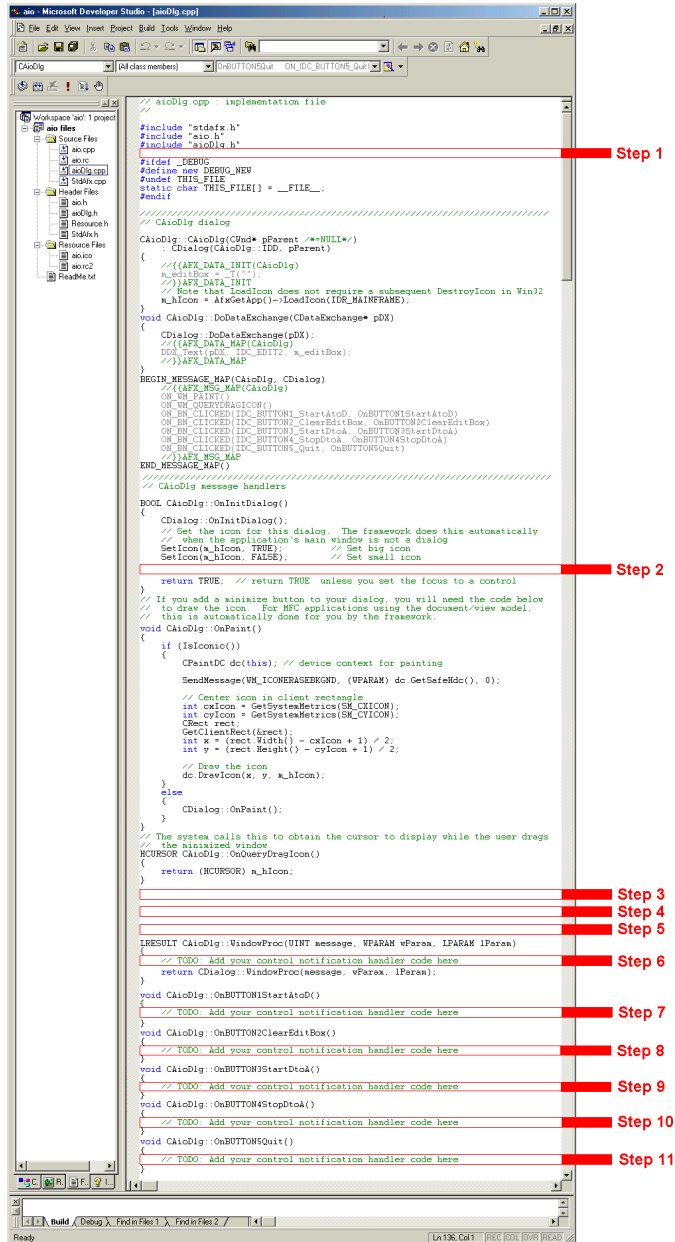 aio - Microsoft Developer Studio - [aioDlg.cpp]
File Edit View Insert Project Build Tools Window Help
CAioDlg (All class members) OnBUTTON5Quit ON_IDC_BUTTON5_Quit
Workspace 'aio': 1 project
aio files
Source Files
aio.cpp
aio.rc
aioDlg.cpp
StdAfx.cpp
Header Files
aio.h
aioDlg.h
Resource.h
StdAfx.h
Resource Files
aio.ico
aio.rc2
ReadMe.txt
// aioDlg.cpp : implementation file
//
#include "stdafx.h"
#include "aio.h"
#include "aioDlg.h"
Step 1
#ifdef _DEBUG
#define new DEBUG_NEW
#undef THIS_FILE
static char THIS_FILE[] = __FILE__;
#endif
/////////////////////////////////////////////////////////////////////////////
// CAioDlg dialog
CAioDlg::CAioDlg(CWnd* pParent /*=NULL*/)
: CDialog(CAioDlg::IDD, pParent)
{
//{{AFX_DATA_INIT(CAioDlg)
m_editBox = _T("");
//}}AFX_DATA_INIT
// Note that LoadIcon does not require a subsequent DestroyIcon in Win32
m_hIcon = AfxGetApp()->LoadIcon(IDR_MAINFRAME);
}
void CAioDlg::DoDataExchange(CDataExchange* pDX)
{
CDialog::DoDataExchange(pDX);
//{{AFX_DATA_MAP(CAioDlg)
DDX_Text(pDX, IDC_EDIT2, m_editBox);
//}}AFX_DATA_MAP
}
BEGIN_MESSAGE_MAP(CAioDlg, CDialog)
//{{AFX_MSG_MAP(CAioDlg)
ON_WM_PAINT()
ON_WM_QUERYDRAGICON()
ON_BN_CLICKED(IDC_BUTTON1_StartAtoD, OnBUTTON1StartAtoD)
ON_BN_CLICKED(IDC_BUTTON2_ClearEditBox, OnBUTTON2ClearEditBox)
ON_BN_CLICKED(IDC_BUTTON3_StartDtoA, OnBUTTON3StartDtoA)
ON_BN_CLICKED(IDC_BUTTON4_StopDtoA, OnBUTTON4StopDtoA)
ON_BN_CLICKED(IDC_BUTTON5_Quit, OnBUTTON5Quit)
//}}AFX_MSG_MAP
END_MESSAGE_MAP()
/////////////////////////////////////////////////////////////////////////////
// CAioDlg message handlers
BOOL CAioDlg::OnInitDialog()
{
CDialog::OnInitDialog();
// Set the icon for this dialog.  The framework does this automatically
//  when the application's main window is not a dialog
SetIcon(m_hIcon, TRUE); // Set big icon
SetIcon(m_hIcon, FALSE); // Set small icon
Step 2
return TRUE;  // return TRUE  unless you set the focus to a control
}
// If you add a minimize button to your dialog, you will need the code below
//  to draw the icon.  For MFC applications using the document/view model,
//  this is automatically done for you by the framework.
void CAioDlg::OnPaint()
{
if (IsIconic())
{
CPaintDC dc(this); // device context for painting
SendMessage(WM_ICONERASEBKGND, (WPARAM) dc.GetSafeHdc(), 0);
// Center icon in client rectangle
int cxIcon = GetSystemMetrics(SM_CXICON);
int cyIcon = GetSystemMetrics(SM_CYICON);
CRect rect;
GetClientRect(&rect);
int x = (rect.Width() - cxIcon + 1) / 2;
int y = (rect.Height() - cyIcon + 1) / 2;
// Draw the icon
dc.DrawIcon(x, y, m_hIcon);
}
else
{
CDialog::OnPaint();
}
}
// The system calls this to obtain the cursor to display while the user drags
//  the minimized window.
HCURSOR CAioDlg::OnQueryDragIcon()
{
return (HCURSOR) m_hIcon;
}
Step 3
Step 4
Step 5
LRESULT CAioDlg::WindowProc(UINT message, WPARAM wParam, LPARAM lParam)
{
// TODO: Add your control notification handler code here Step 6
return CDialog::WindowProc(message, wParam, lParam);
}
void CAioDlg::OnBUTTON1StartAtoD()
{
// TODO: Add your control notification handler code here Step 7
}
void CAioDlg::OnBUTTON2ClearEditBox()
{
// TODO: Add your control notification handler code here Step 8
}
void CAioDlg::OnBUTTON3StartDtoA()
{
// TODO: Add your control notification handler code here Step 9
}
void CAioDlg::OnBUTTON4StopDtoA()
{
// TODO: Add your control notification handler code here Step 10
}
void CAioDlg::OnBUTTON5Quit()
{
// TODO: Add your control notification handler code here Step 11
}
C. R. F. I...
Build Debug Find in Files 1 Find in Files 2
Ready Ln 136, Col 1 REC COL OVR READ